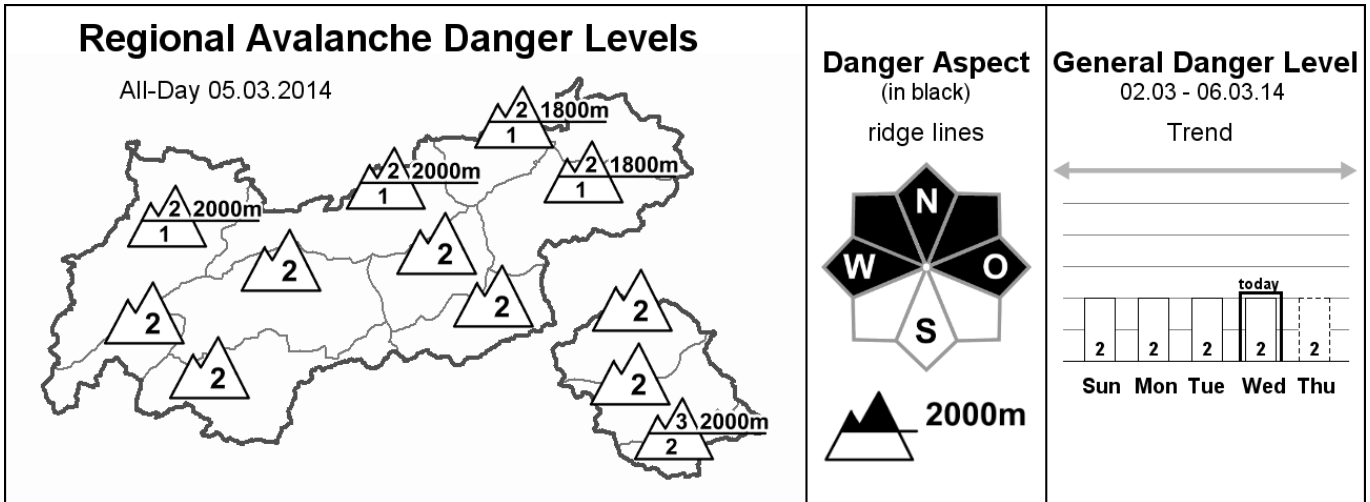 Regional Avalanche Danger Levels
All-Day 05.03.2014
2 1800m
1
2 1800m
1
2 2000m
1
2 2000m
1
2
2
2
2
2
2
2
3 2000m
2
Danger Aspect
(in black)
ridge lines
N
W O
S
2000m
General Danger Level
02.03 - 06.03.14
Trend
today
2 2 2 2 2
Sun Mon Tue Wed Thu